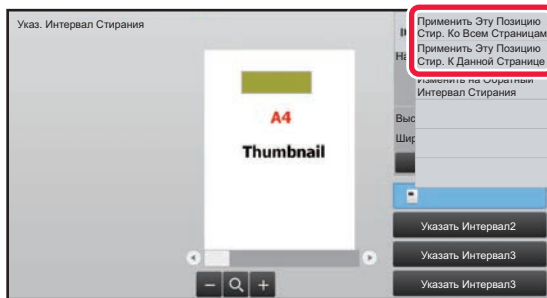 Указ. Интервал Стирания
Применить Эту Позицию
Стир. Ко Всем Страницам
Применить Эту Позицию
Стир. К Данной Странице
Изменить на Обратный
Интервал Стирания
A4
Thumbnail
Указать Интервал2
Указать Интервал3
Указать Интервал3